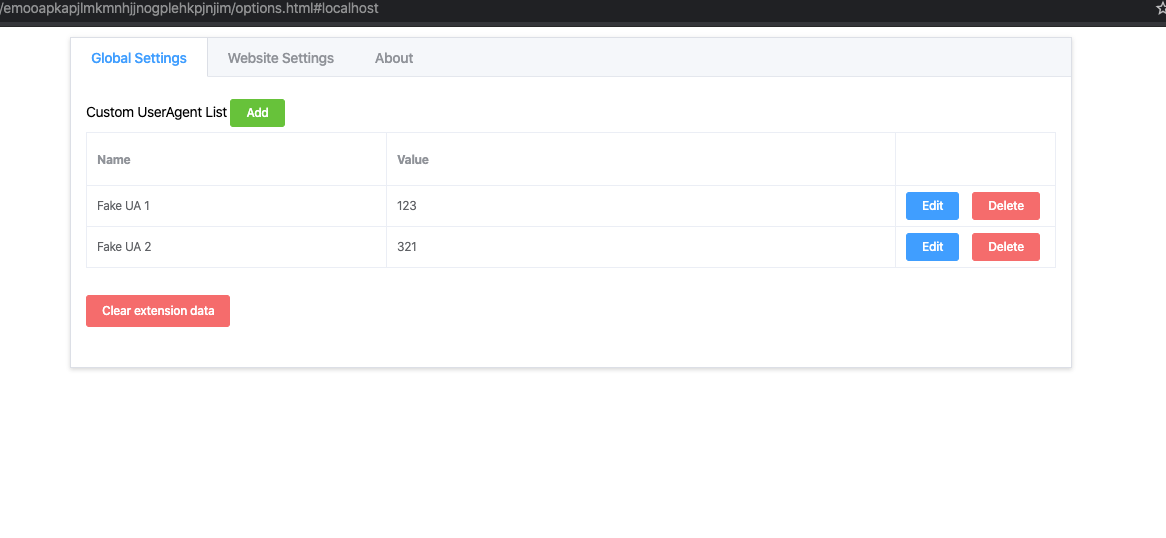 /emooapkapjlmkmnhjjnogplehkpjnjim/options.html#localhost
Global Settings Website Settings About
Custom UserAgent List Add
Name Value
Fake UA 1 123 Edit Delete
Fake UA 2 321 Edit Delete
Clear extension data